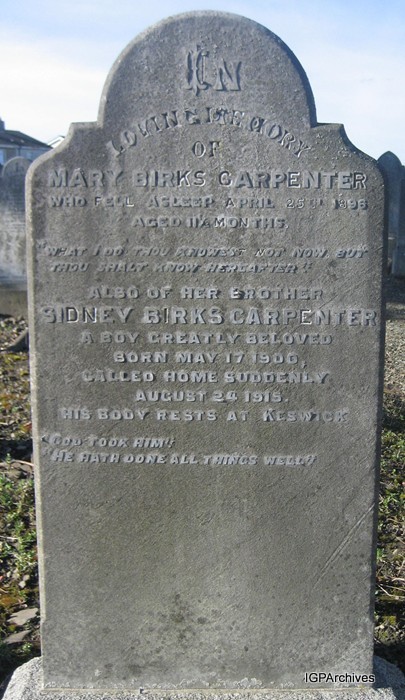 IN
LOVING MEMORY
OF
MARY BIRKS CARPENTER
WHO FELL ASLEEP APRIL 25TH 1896
AGED 11½ MONTHS.
"WHAT I DO THOU KNOWEST NOT NOW, BUT
THOU SHALT KNOW HEREAFTER."
ALSO OF HER BROTHER
SIDNEY BIRKS CARPENTER
A BOY GREATLY BELOVED
BORN MAY 17 1900,
CALLED HOME SUDDENLY
AUGUST 24 1915.
HIS BODY RESTS AT KESWICK
"GOD TOOK HIM"
"HE HATH DONE ALL THINGS WELL"
IGPArchives